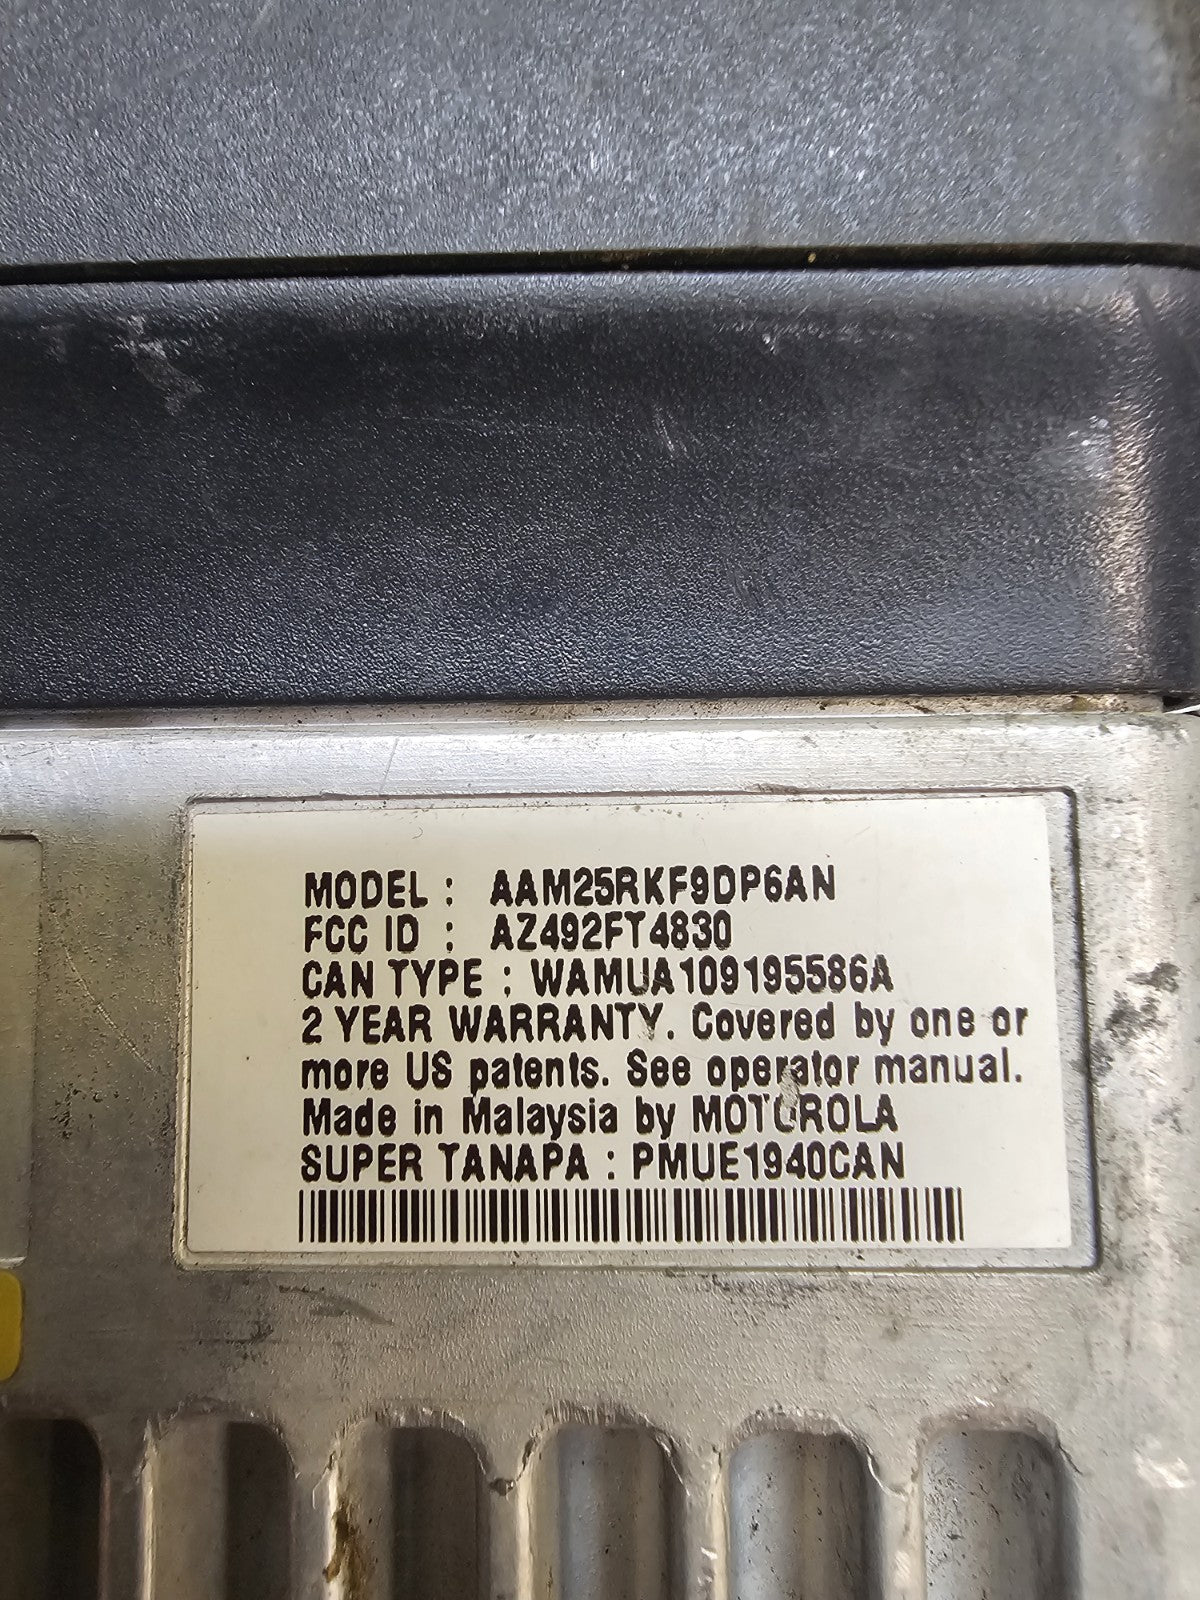 MODEL : AAM25RKF9DP6AN
FCC ID : AZ492FT4830
CAN TYPE : WAMUA109195586A
2 YEAR WARRANTY. Covered by one or
more US patents. See operator manual.
Made in Malaysia by MOTOROLA
SUPER TANAPA : PMUE1940CAN